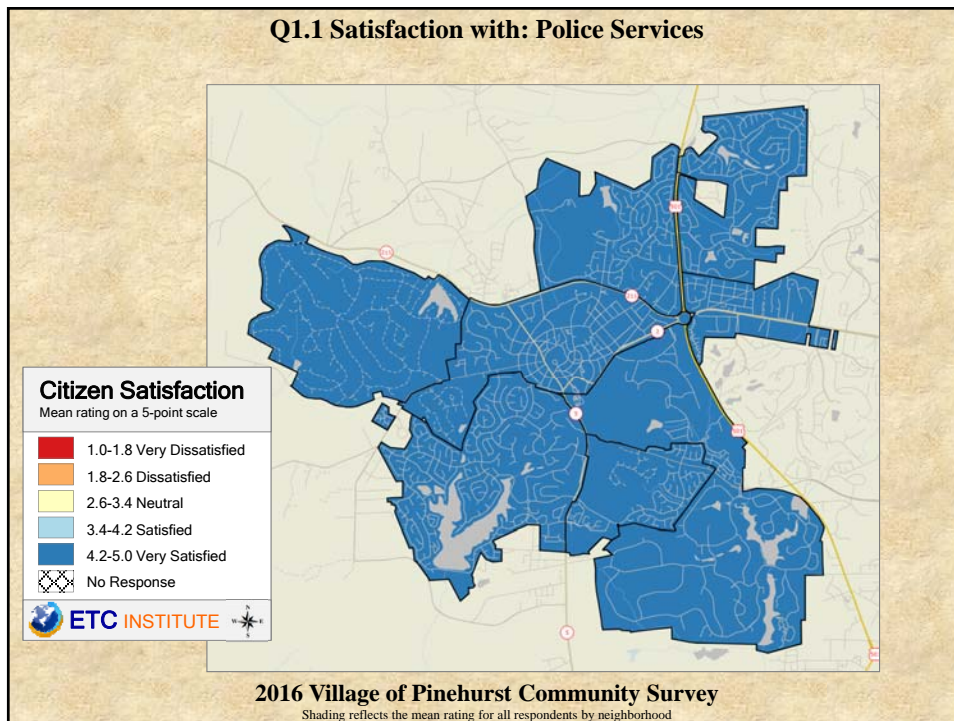 Q1.1 Satisfaction with: Police Services
211
5
5
Citizen Satisfaction
Mean rating on a 5-point scale
1.0-1.8 Very Dissatisfied
1.8-2.6 Dissatisfied
2.6-3.4 Neutral
3.4-4.2 Satisfied
4.2-5.0 Very Satisfied
No Response
ETC INSTITUTE
N
W
E
S
2016 Village of Pinehurst Community Survey
Shading reflects the mean rating for all respondents by neighborhood